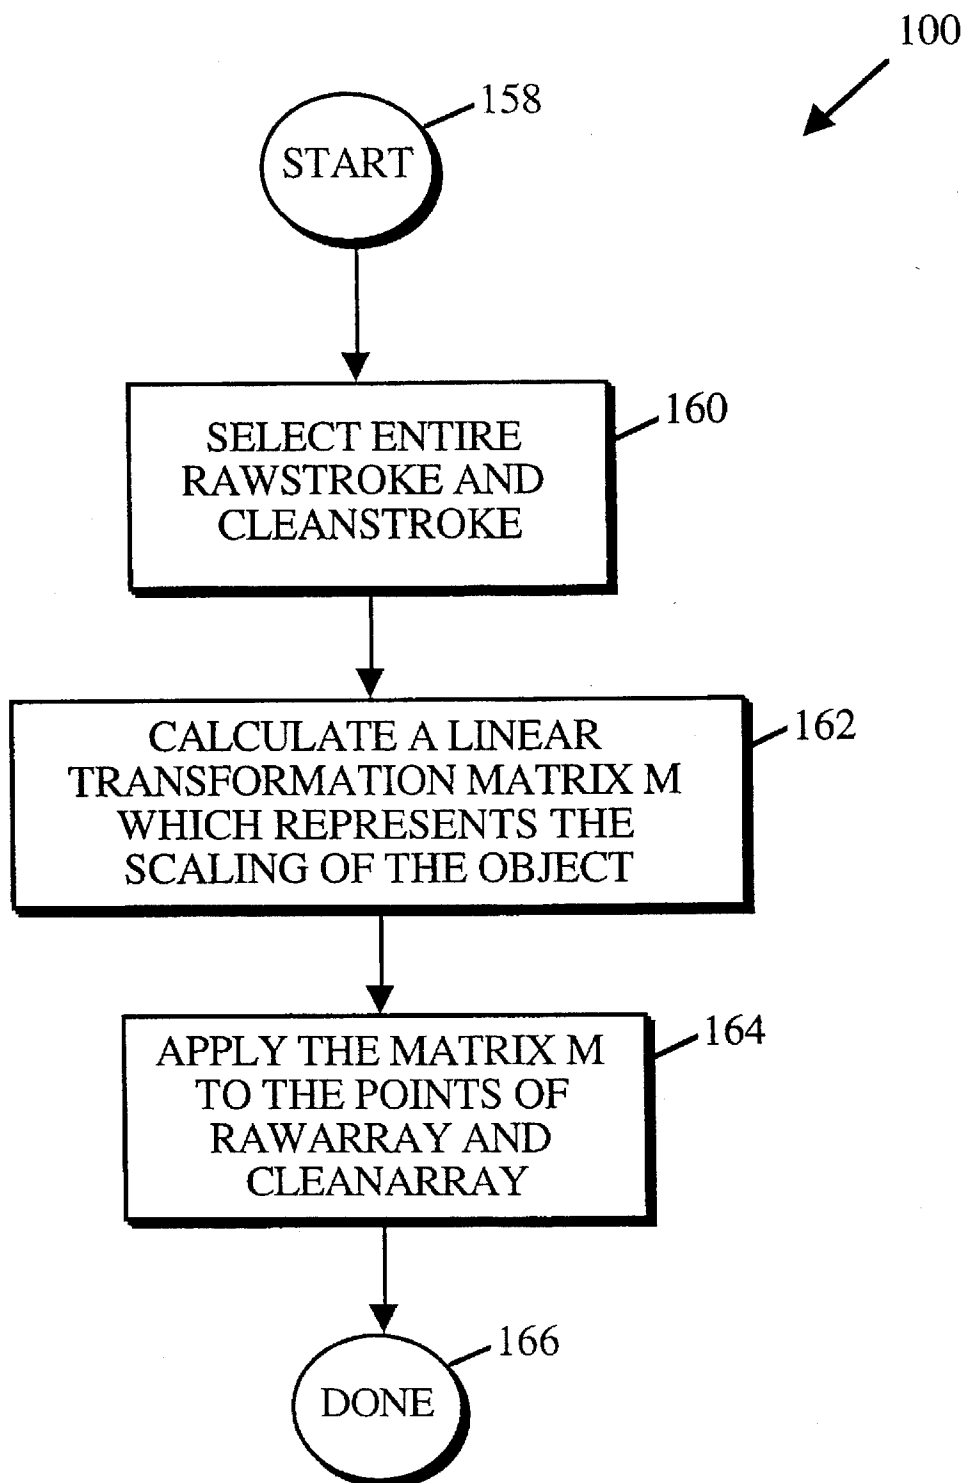 100
158
START
160
SELECT ENTIRE
RAWSTROKE AND
CLEANSTROKE
162
CALCULATE A LINEAR
TRANSFORMATION MATRIX M
WHICH REPRESENTS THE
SCALING OF THE OBJECT
164
APPLY THE MATRIX M
TO THE POINTS OF
RAWARRAY AND
CLEANARRAY
166
DONE